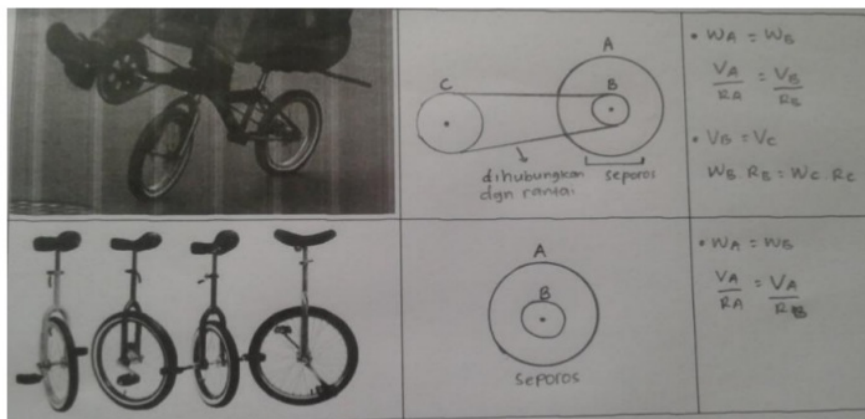 C
A
B
dihubungkan
dgn rantai
seporos
• WA = WB
VA/RA = VB/RB
• VB = VC
WB . RB = WC . RC
A
B
seporos
• WA = WB
VA/RA = VA/RB